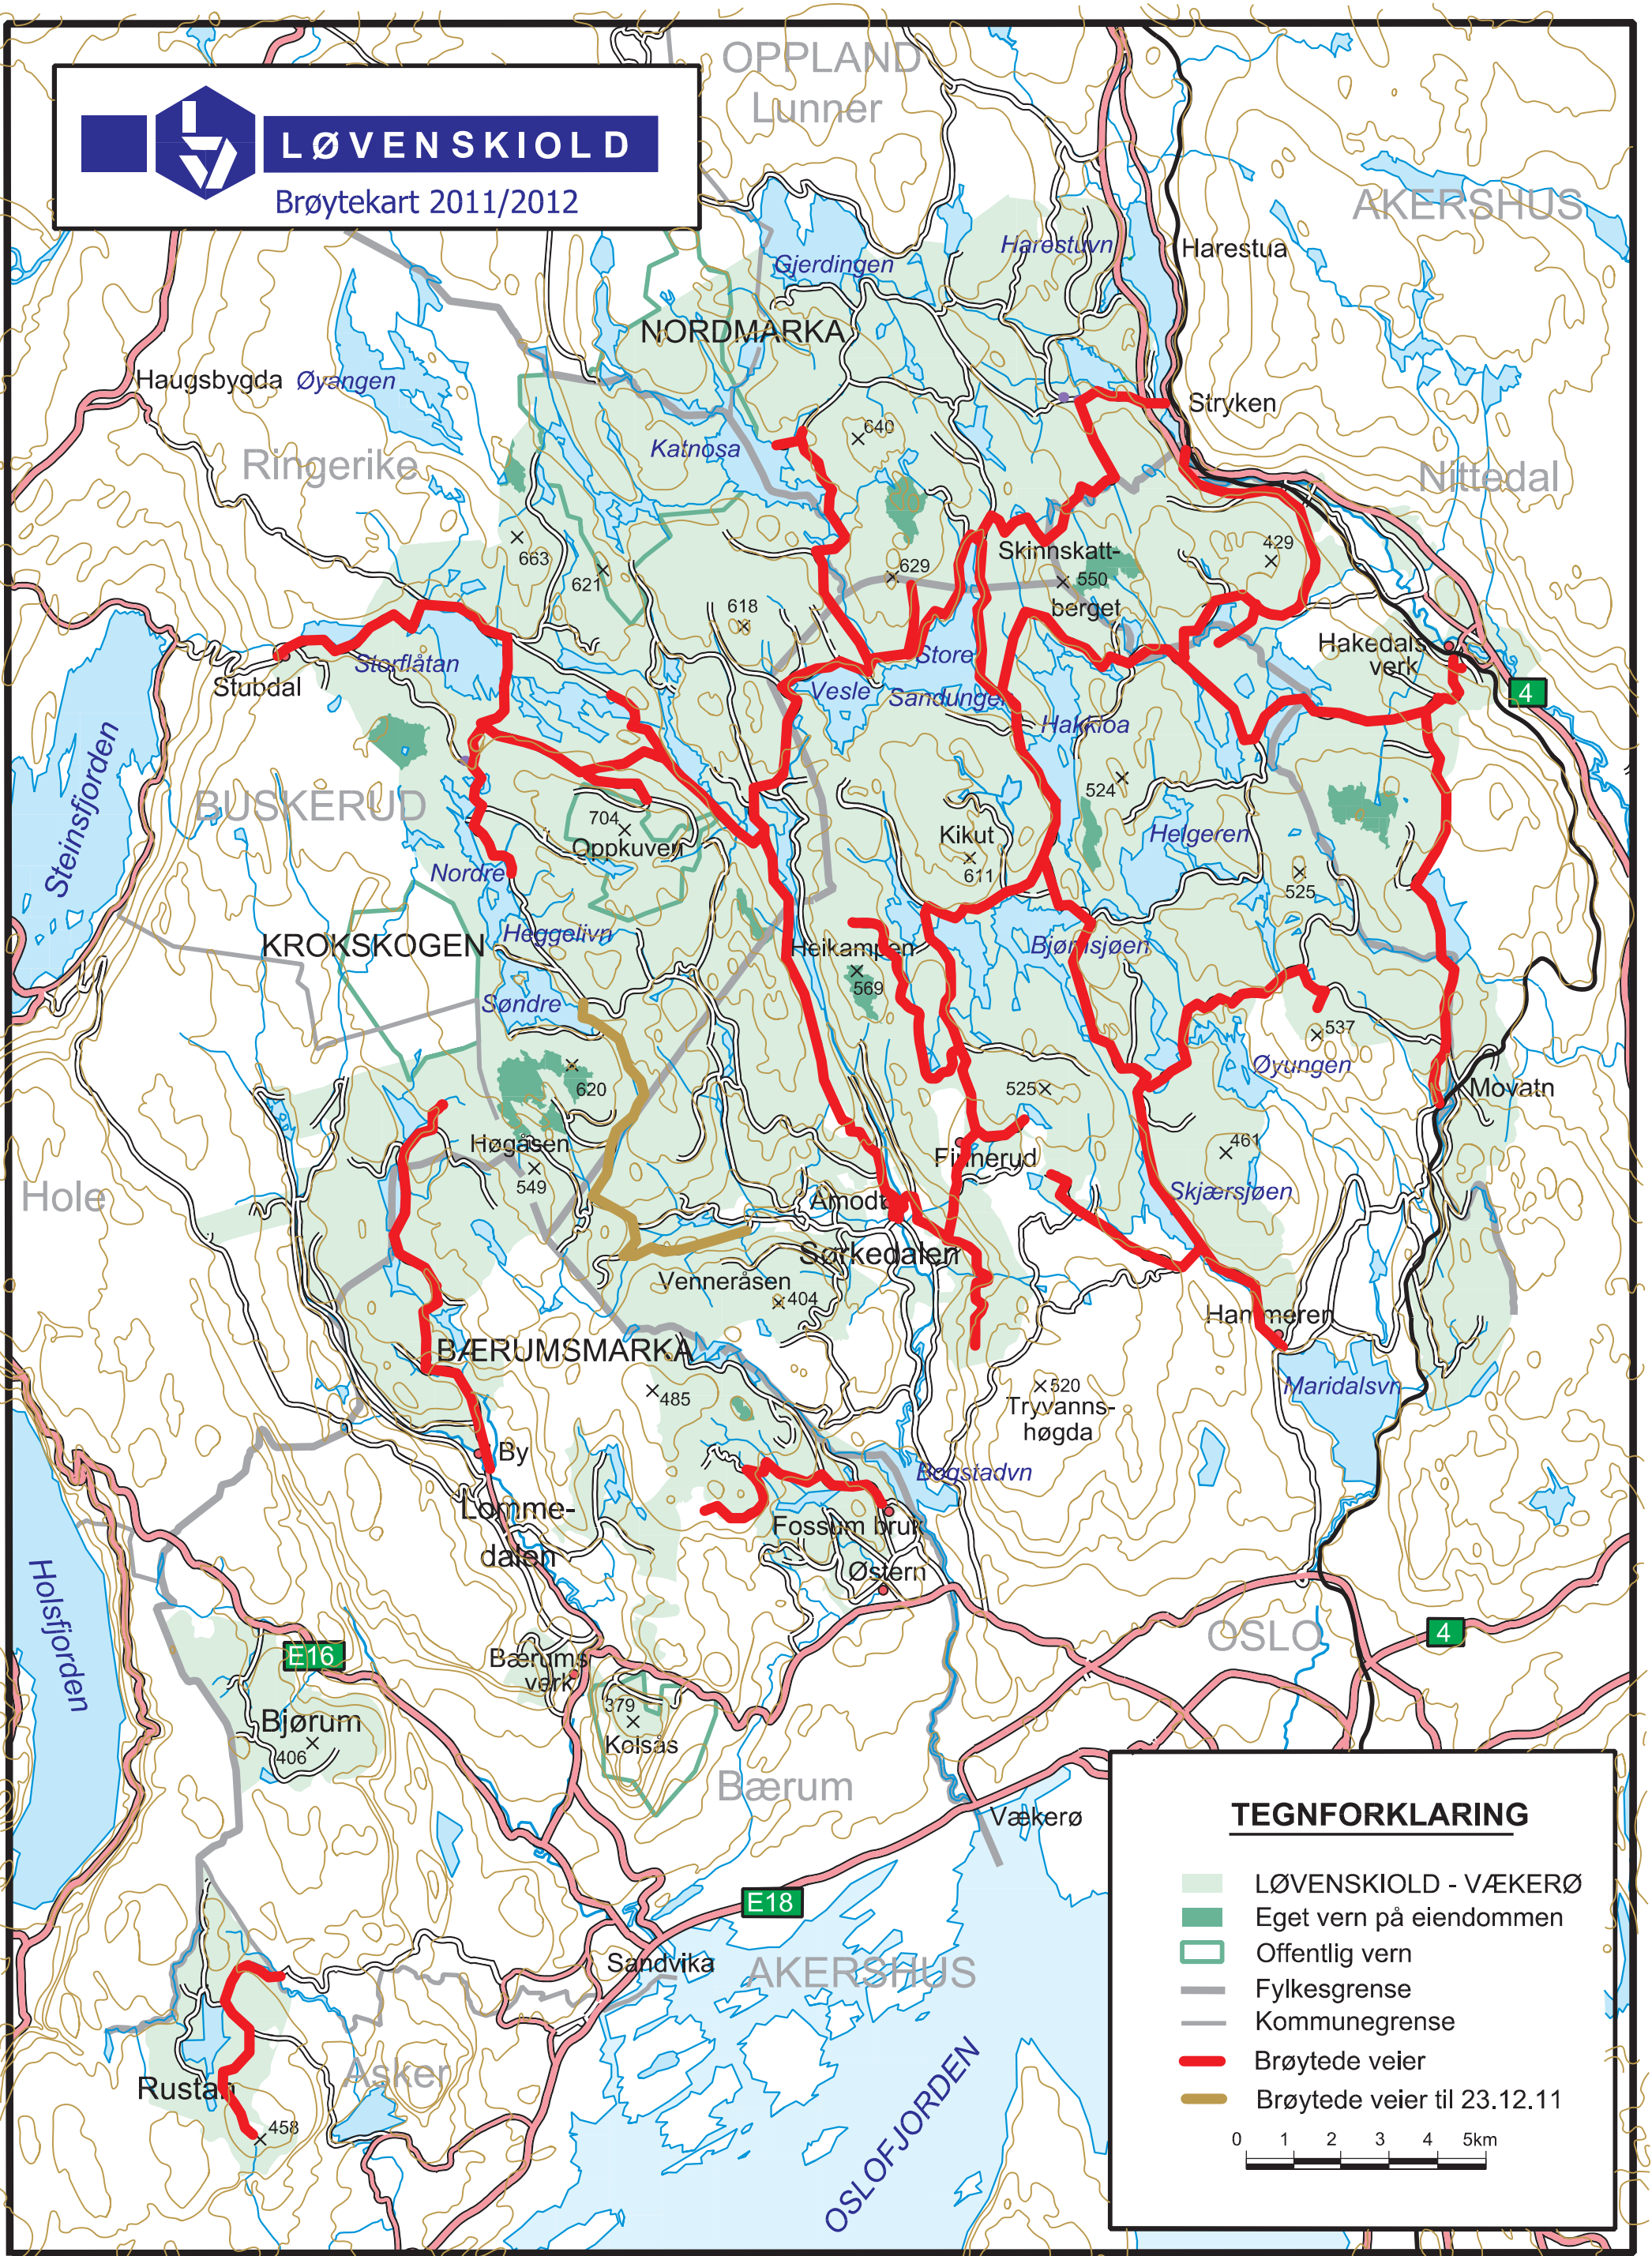 LØVENSKIOLD
Brøytekart 2011/2012
OPPLAND
Lunner
AKERSHUS
Harestuvn
Harestua
Gjerdingen
NORDMARKA
Haugsbygda
Øyangen
Stryken
640
Katnosa
Ringerike
Nittedal
663
621
629
Skinnskatt-
550
berget
429
618
Hakedals
verk
Store
Storflåtan
Stubdal
Vesle
Sandungen
4
Hakkloa
Steinsfjorden
524
BUSKERUD
704
Oppkuven
Kikut
611
Helgeren
525
Nordre
Heggelivn
KROKSKOGEN
Heikampen
569
Bjørnsjøen
Søndre
537
Øyungen
620
525
Movatn
Høgåsen
549
Finnerud
461
Hole
Åmodt
Skjærsjøen
Sørkedalen
Venneråsen
404
Hammeren
BÆRUMSMARKA
485
520
Tryvanns-
høgda
Maridalsvn
By
Bogstadvn
Lomme-
dalen
Fossum bruk
Østern
Holsfjorden
E16
OSLO
4
Bærums
verk
379
Kolsås
Bjørum
406
Bærum
Vækerø
E18
Sandvika
AKERSHUS
OSLOFJORDEN
Asker
Rustan
458
TEGNFORKLARING
LØVENSKIOLD - VÆKERØ
Eget vern på eiendommen
Offentlig vern
Fylkesgrense
Kommunegrense
Brøytede veier
Brøytede veier til 23.12.11
0 1 2 3 4 5km